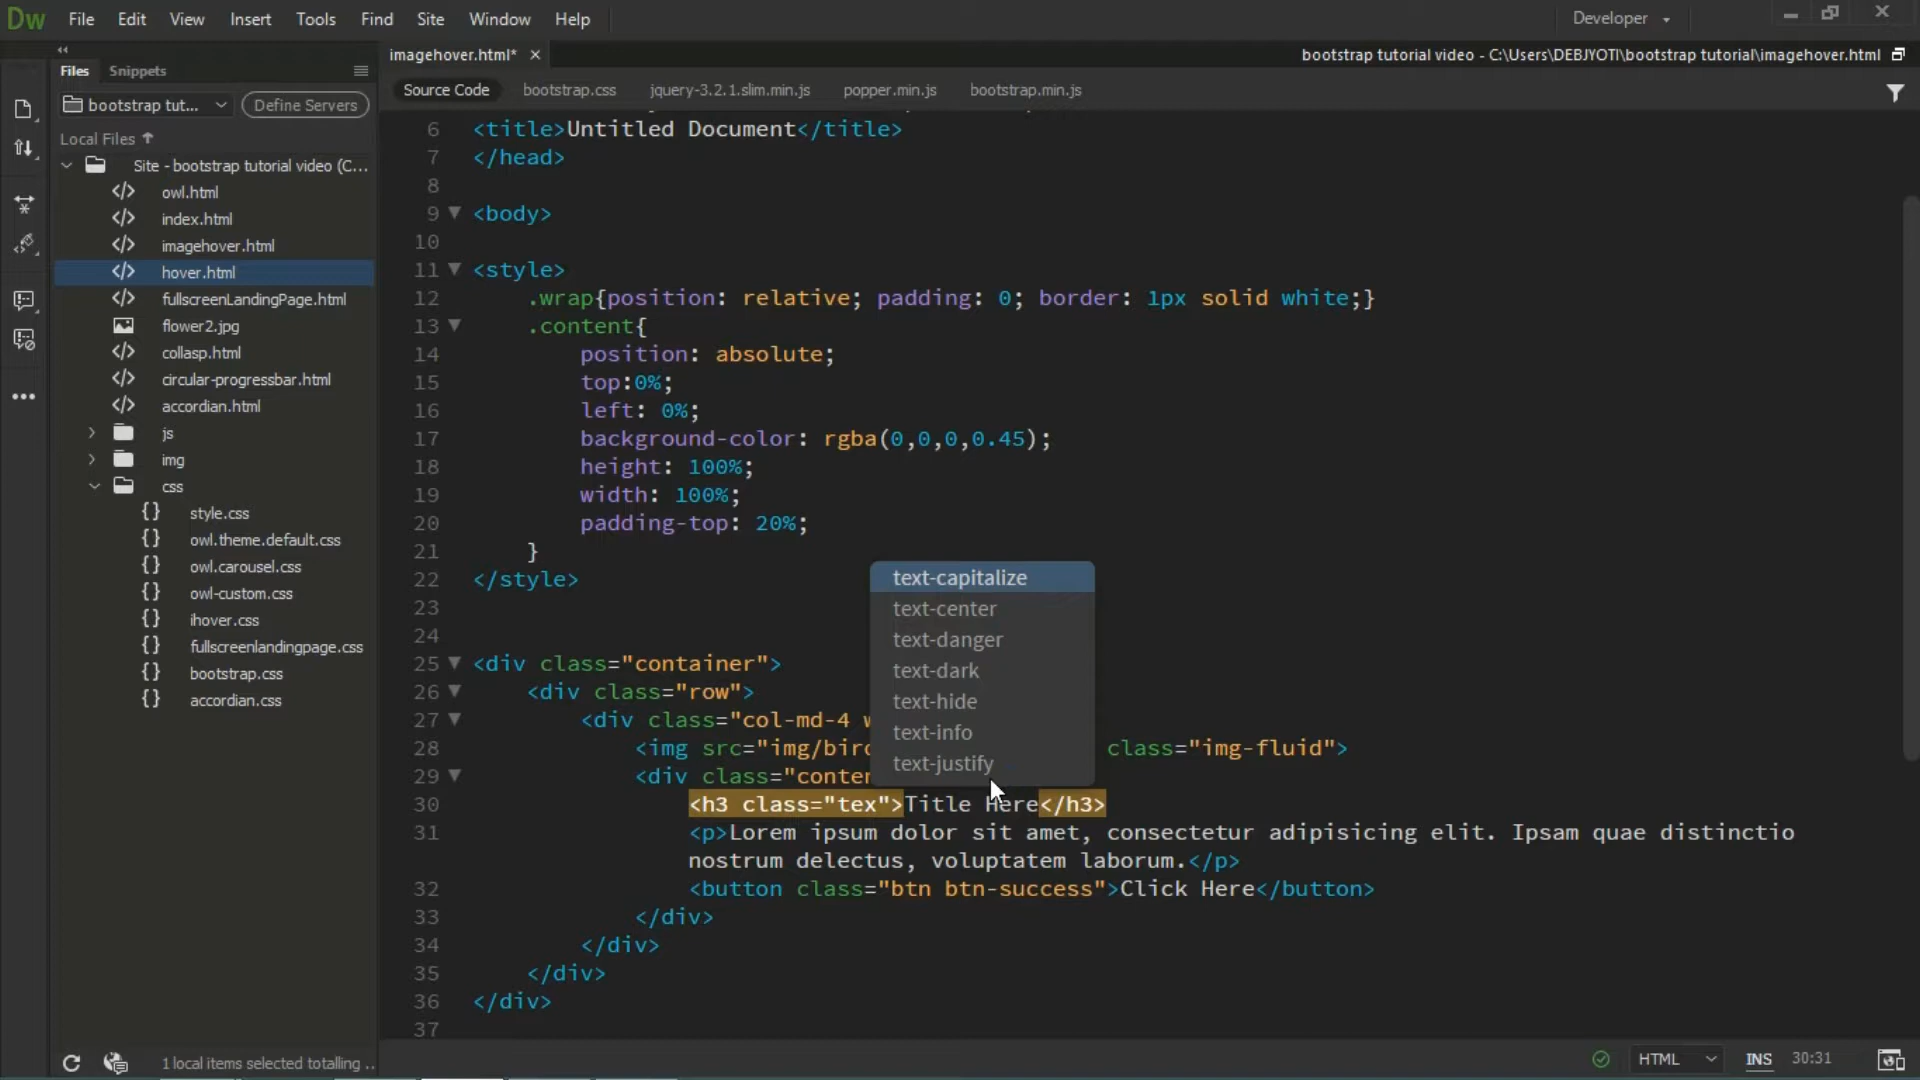 Dw File Edit View Insert Tools Find Site Window Help Developer
imagehover.html* bootstrap tutorial video - C:\Users\DEBJYOTI\bootstrap tutorial\imagehover.html
Files Snippets
Source Code bootstrap.css jquery-3.2.1.slim.min.js popper.min.js bootstrap.min.js
bootstrap tut... Define Servers
Local Files
Site - bootstrap tutorial video (C...
owl.html
index.html
imagehover.html
hover.html
fullscreenLandingPage.html
flower2.jpg
collasp.html
circular-progressbar.html
accordian.html
js
img
css
style.css
owl.theme.default.css
owl.carousel.css
owl-custom.css
ihover.css
fullscreenlandingpage.css
bootstrap.css
accordian.css
1 local items selected totalling ..
6 <title>Untitled Document</title>
7 </head>
8
9 <body>
10
11 <style>
12 .wrap{position: relative; padding: 0; border: 1px solid white;}
13 .content{
14 position: absolute;
15 top:0%;
16 left: 0%;
17 background-color: rgba(0,0,0,0.45);
18 height: 100%;
19 width: 100%;
20 padding-top: 20%;
21 }
22 </style>
23
24
25 <div class="container">
26 <div class="row">
27 <div class="col-md-4
28 <img src="img/bird class="img-fluid">
29 <div class="conten
30 <h3 class="tex">Title Here</h3>
31 <p>Lorem ipsum dolor sit amet, consectetur adipisicing elit. Ipsam quae distinctio
nostrum delectus, voluptatem laborum.</p>
32 <button class="btn btn-success">Click Here</button>
33 </div>
34 </div>
35 </div>
36 </div>
37
text-capitalize
text-center
text-danger
text-dark
text-hide
text-info
text-justify
HTML INS 30:31